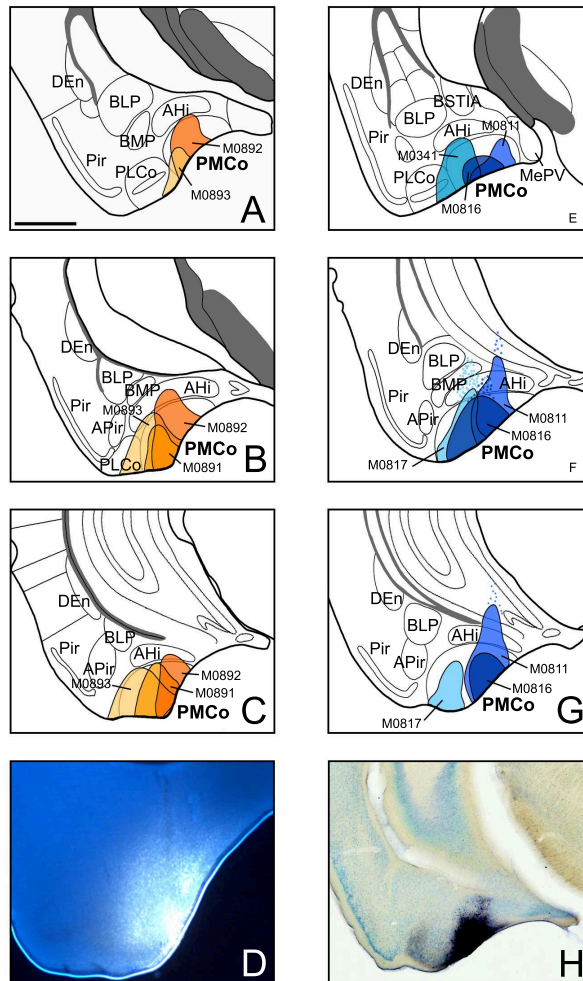 DEn
BLP
AHi
BMP
M0892
Pir
PMCo
PLCo
M0893
A
DEn
BSTIA
BLP
M0811
AHi
Pir
M0341
MePV
PLCo
PMCo
M0816
E
DEn
BLP
BMP
AHi
Pir
M0893
APir
M0892
PMCo
PLCo
M0891
B
DEn
BLP
BMP
AHi
Pir
M0811
APir
M0816
PMCo
M0817
F
DEn
BLP
Pir
AHi
APir
M0892
M0893
M0891
PMCo
C
DEn
BLP
AHi
Pir
APir
M0811
M0816
PMCo
M0817
G
D
H